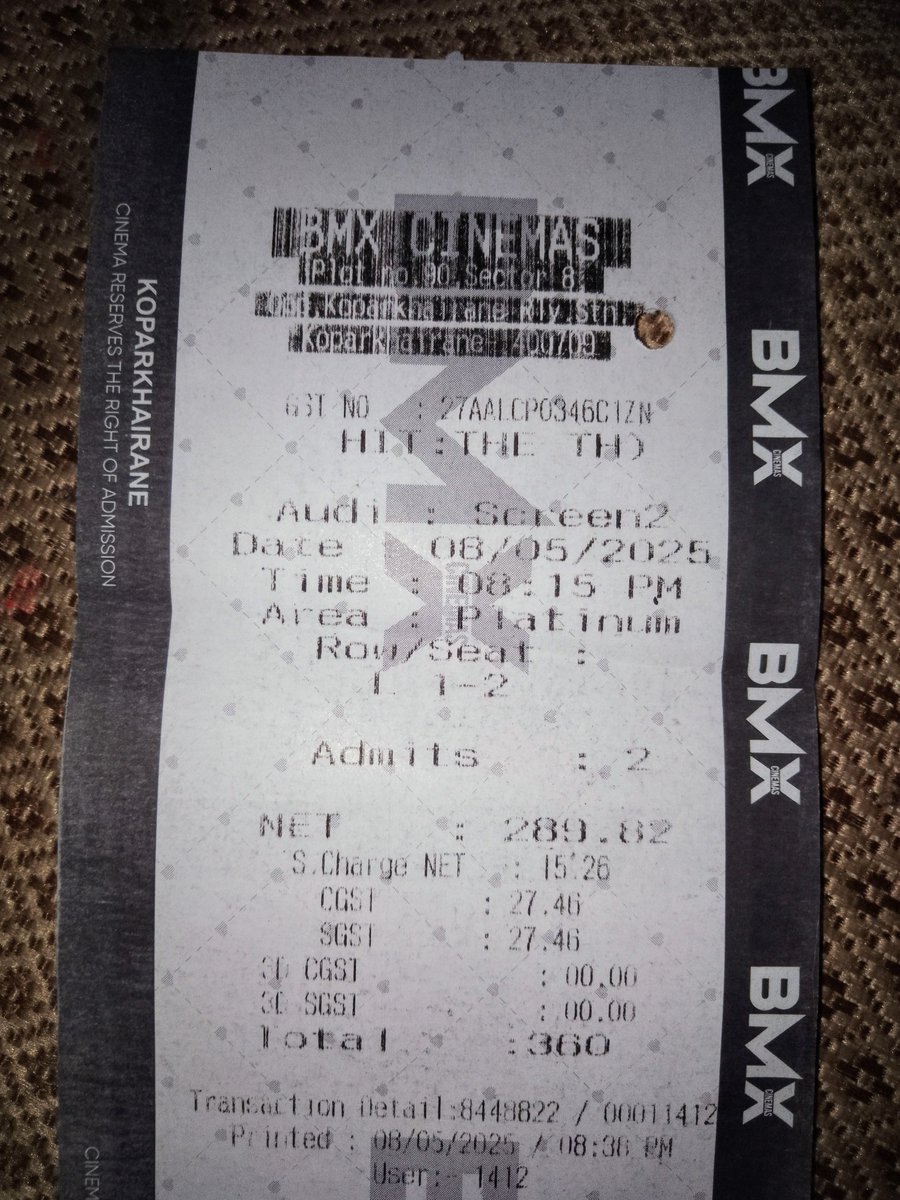 BMX CINEMAS
Plot no.90,Sector 8,
Opp.Koparkhairane Rly.Stn,
Koparkhairane- 400709
GST NO : 27AALCP0346C1ZN
HIT:THE TH)
Audi : Screen2
Date : 08/05/2025
Time : 08:15 PM
Area : Platinum
Row/Seat :
L 1-2
Admits : 2
NET : 289.82
S.Charge NET : 15.26
CGST : 27.46
SGST : 27.46
3D CGST : 00.00
3D SGST : 00.00
Total :360
Transaction Detail:8448822 / 00011412
Printed : 08/05/2025 / 08:38 PM
User:- 1412
KOPARKHAIRANE
CINEMA RESERVES THE RIGHT OF ADMISSION
CINEM
BMX
CINEMAS
BMX
CINEMAS
BMX
CINEMAS
BMX
CINEMAS
BMX
CINEMAS